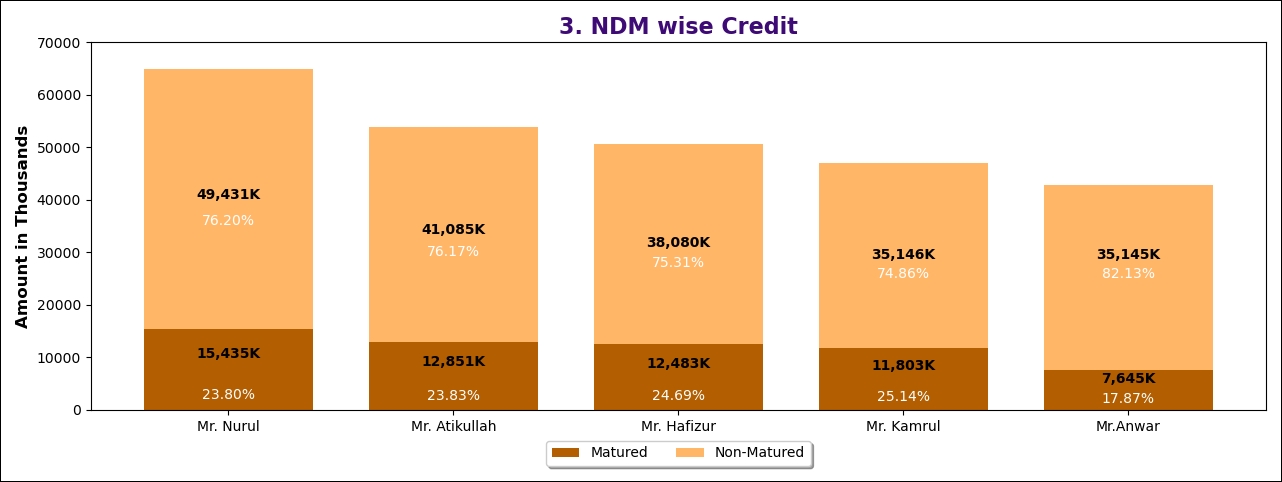 3. NDM wise Credit
Amount in Thousands
70000
60000
50000
40000
30000
20000
10000
0
49,431K
76.20%
15,435K
23.80%
41,085K
76.17%
12,851K
23.83%
38,080K
75.31%
12,483K
24.69%
35,146K
74.86%
11,803K
25.14%
35,145K
82.13%
7,645K
17.87%
Mr. Nurul
Mr. Atikullah
Mr. Hafizur
Mr. Kamrul
Mr.Anwar
Matured
Non-Matured